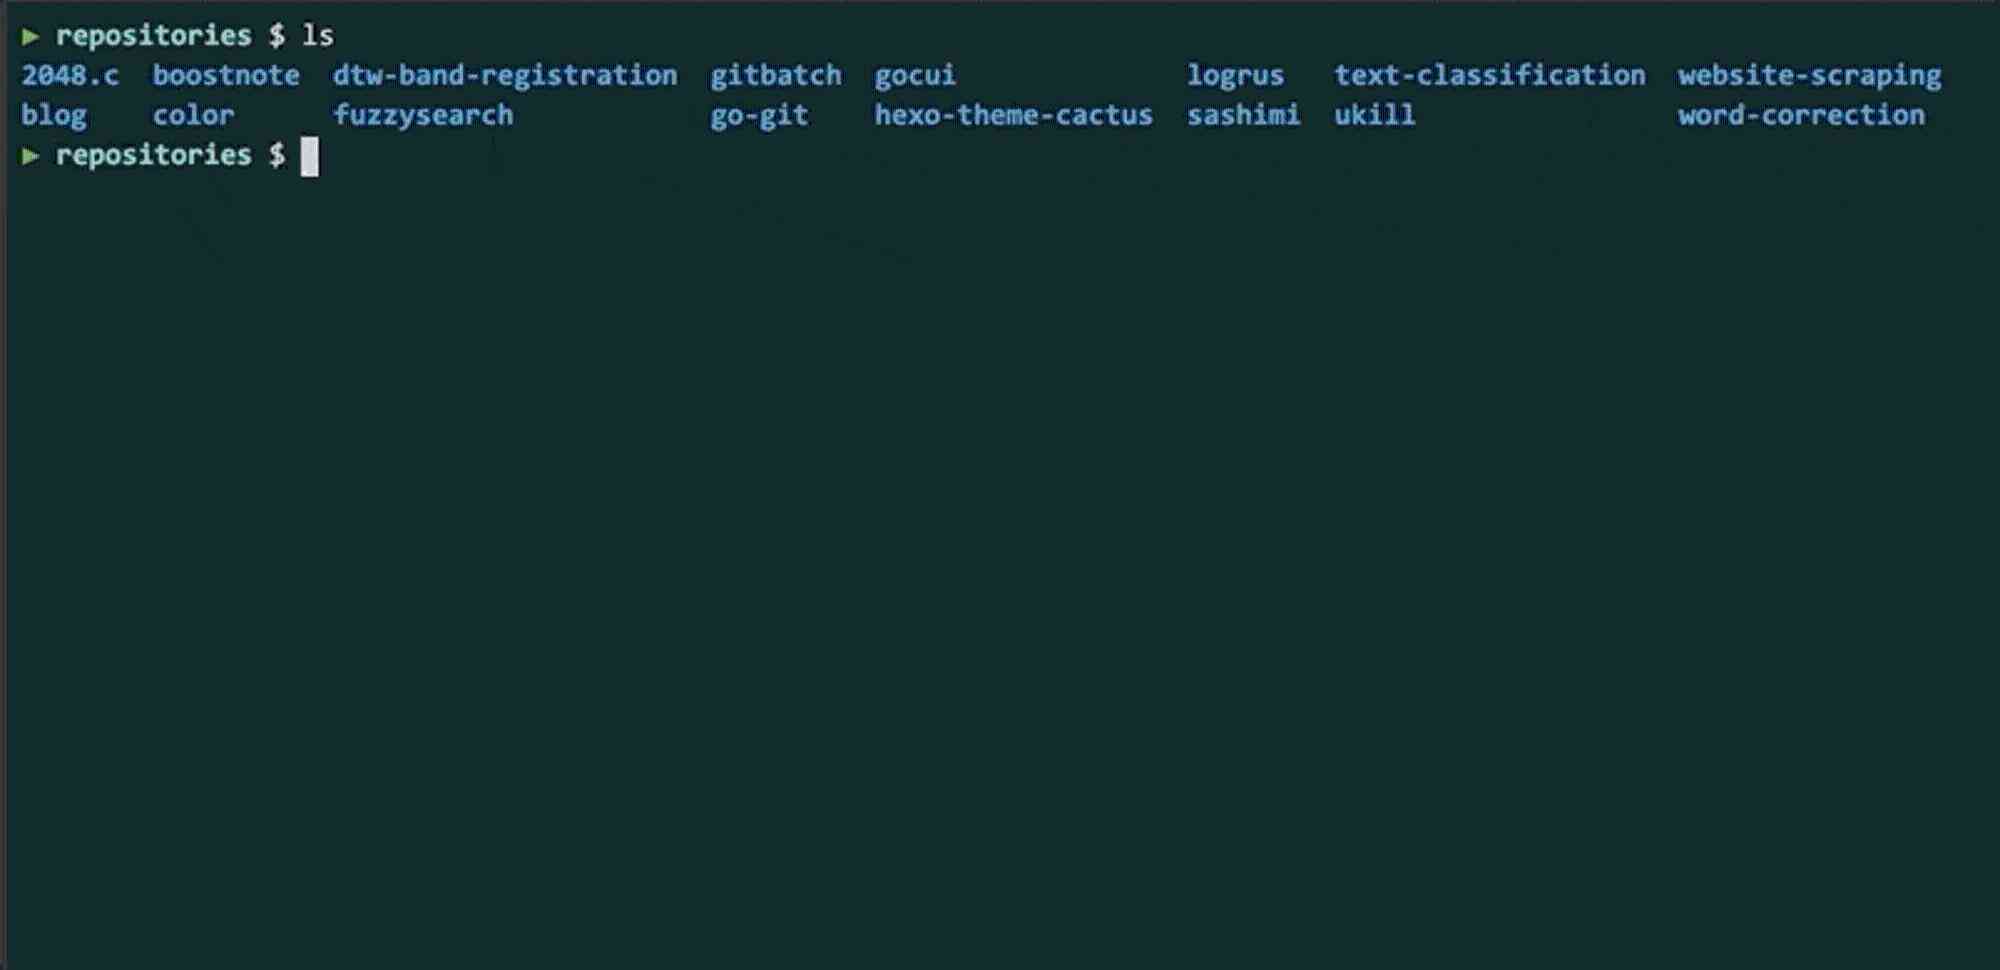 ▶ repositories $ ls
2048.c boostnote dtw-band-registration gitbatch gocui logrus text-classification website-scraping
blog color fuzzysearch go-git hexo-theme-cactus sashimi ukill word-correction
▶ repositories $